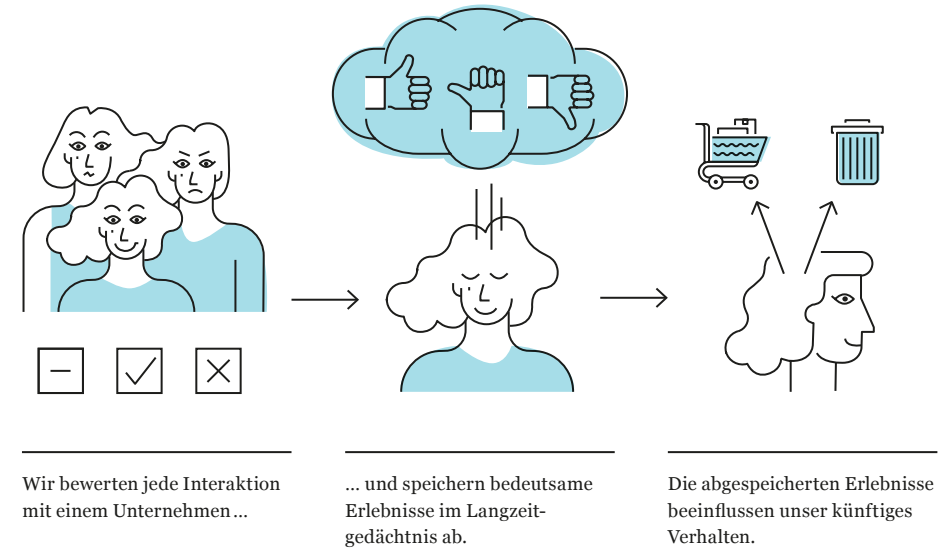 Wir bewerten jede Interaktion
mit einem Unternehmen ...
... und speichern bedeutsame
Erlebnisse im Langzeit-
gedächtnis ab.
Die abgespeicherten Erlebnisse
beeinflussen unser künftiges
Verhalten.